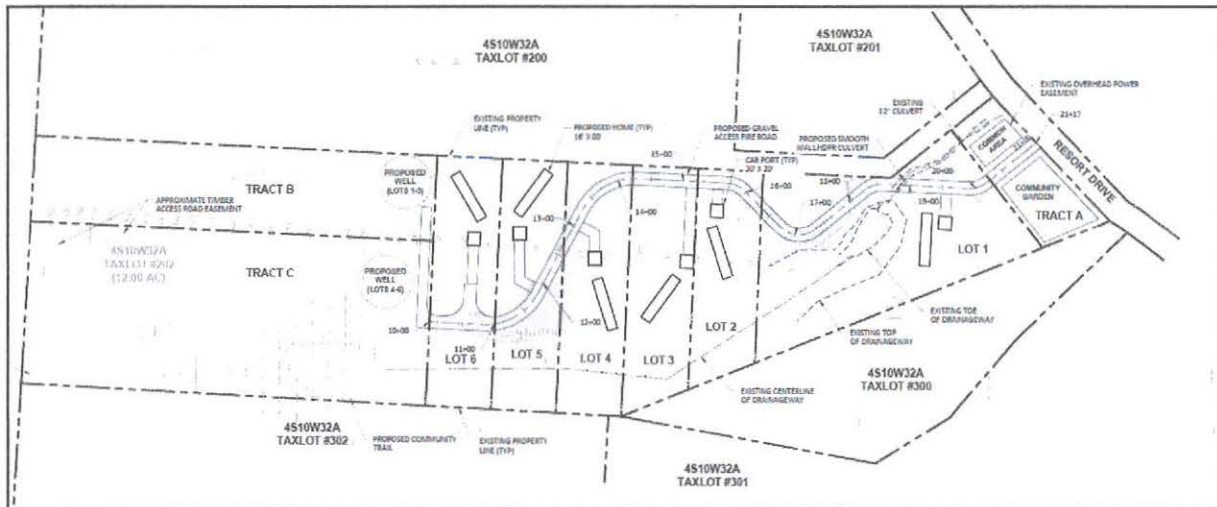 4S10W32A
TAXLOT #200
4S10W32A
TAXLOT #201
EXISTING OVERHEAD POWER
EASEMENT
EXISTING
12" CULVERT
21+17
EXISTING PROPERTY
LINE (TYP)
PROPOSED HOME (TYP)
PROPOSED GRAVEL
ACCESS FIRE ROAD
PROPOSED SMOOTH
WALL HDPE CULVERT
COMMON
AREA
RESORT DRIVE
15+00
CAR PORT (TYP)
20' X 20'
16+00
18+00
20+00
TRACT B
PROPOSED
WELL
(LOTS 1-3)
COMMUNITY
GARDEN
TRACT A
APPROXIMATE TIMBER
ACCESS ROAD EASEMENT
13+00
14+00
17+00
19+00
4S10W32A
TAXLOT #202
(12.00 AC)
TRACT C
PROPOSED
WELL
(LOTS 4-6)
LOT 1
EXISTING TOE
OF DRAINAGEWAY
10+00
11+00
12+00
LOT 6
LOT 5
LOT 4
LOT 3
LOT 2
EXISTING TOP
OF DRAINAGEWAY
4S10W32A
TAXLOT #300
EXISTING CENTERLINE
OF DRAINAGEWAY
4S10W32A
TAXLOT #302
PROPOSED COMMUNITY
TRAIL
EXISTING PROPERTY
LINE (TYP)
4S10W32A
TAXLOT #301